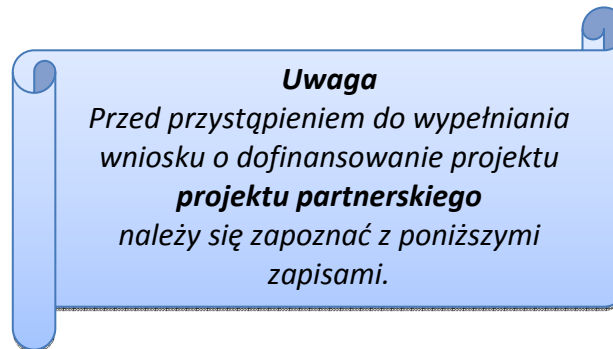 Uwaga
Przed przystąpieniem do wypełniania
wniosku o dofinansowanie projektu
projektu partnerskiego
należy się zapoznać z poniższymi
zapisami.